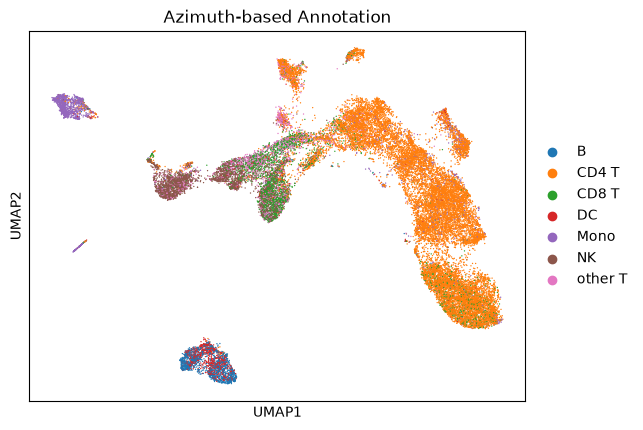 Azimuth-based Annotation
UMAP2
UMAP1
B
CD4 T
CD8 T
DC
Mono
NK
other T